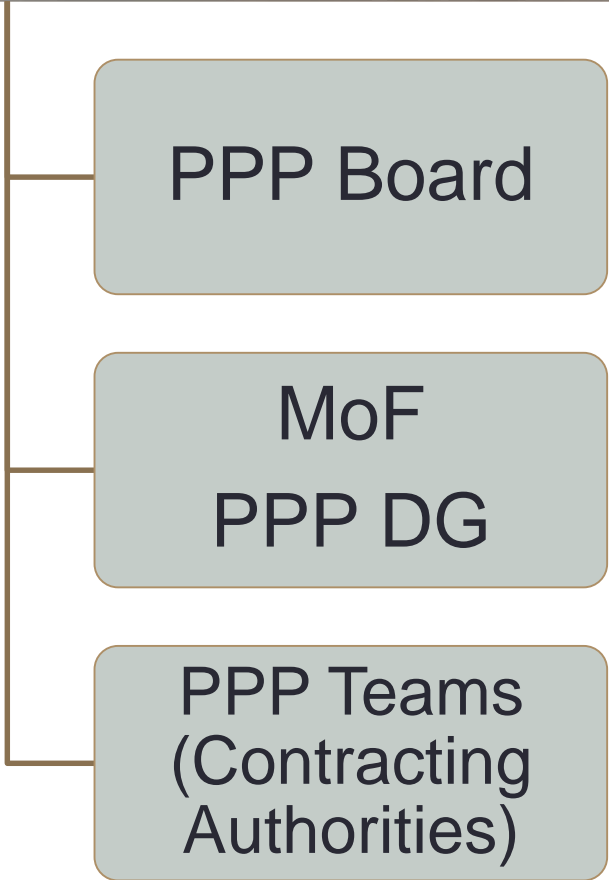 PPP Board
MoF
PPP DG
PPP Teams
(Contracting
Authorities)